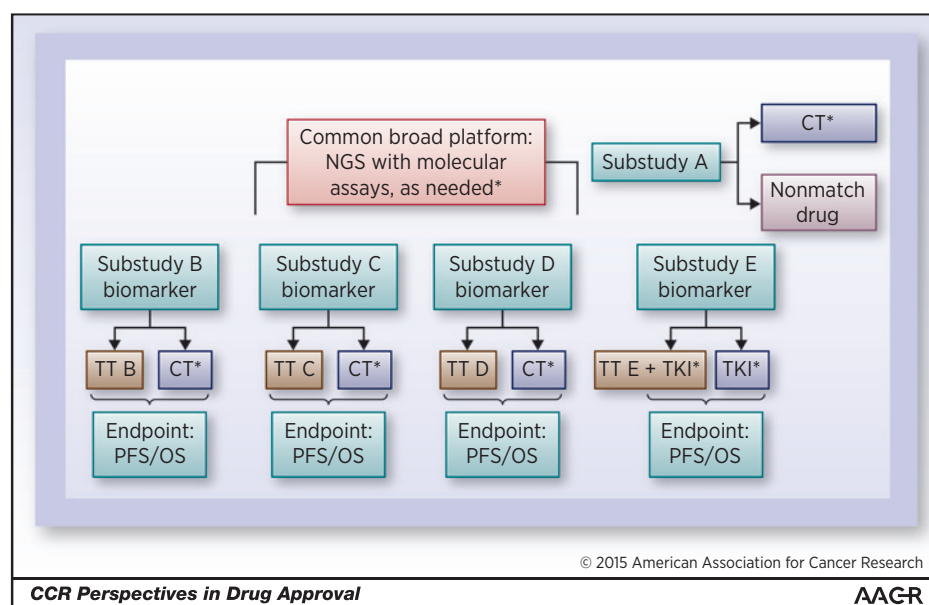 Common broad platform:
NGS with molecular
assays, as needed*
Substudy A
CT*
Nonmatch
drug
Substudy B
biomarker
Substudy C
biomarker
Substudy D
biomarker
Substudy E
biomarker
TT B
CT*
TT C
CT*
TT D
CT*
TT E + TKI*
TKI*
Endpoint:
PFS/OS
Endpoint:
PFS/OS
Endpoint:
PFS/OS
Endpoint:
PFS/OS
© 2015 American Association for Cancer Research
CCR Perspectives in Drug Approval
AACR